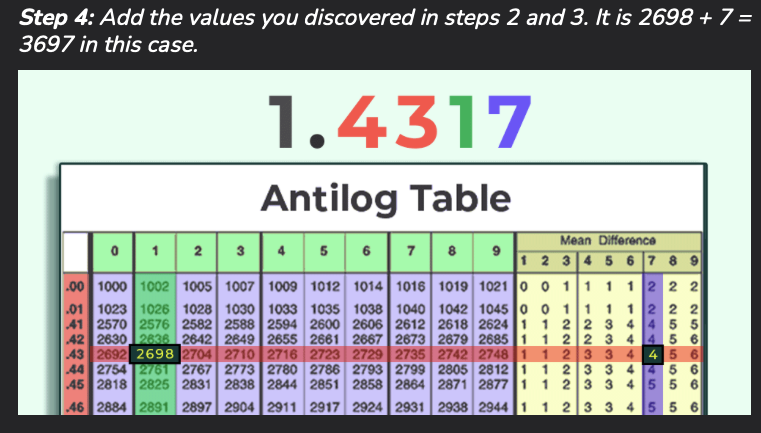 Step 4: Add the values you discovered in steps 2 and 3. It is 2698 + 7 =
3697 in this case.
1.4317
Antilog Table
Mean Difference
0 1 2 3 4 5 6 7 8 9 1 2 3 4 5 6 7 8 9
.00 1000 1002 1005 1007 1009 1012 1014 1016 1019 1021 0 0 1 1 1 1 2 2 2
.01 1023 1026 1028 1030 1033 1035 1038 1040 1042 1045 0 0 1 1 1 1 2 2 2
.41 2570 2576 2582 2588 2594 2600 2606 2612 2618 2624 1 1 2 2 3 4 4 5 5
.42 2630 2636 2642 2649 2655 2661 2667 2673 2679 2685 1 1 2 2 3 4 4 5 6
.43 2692 2698 2704 2710 2716 2723 2729 2735 2742 2748 1 1 2 3 3 4 4 5 6
.44 2754 2761 2767 2773 2780 2786 2793 2799 2805 2812 1 1 2 3 3 4 4 5 6
.45 2818 2825 2831 2838 2844 2851 2858 2864 2871 2877 1 1 2 3 3 4 5 5 6
.46 2884 2891 2897 2904 2911 2917 2924 2931 2938 2944 1 1 2 3 3 4 5 5 6